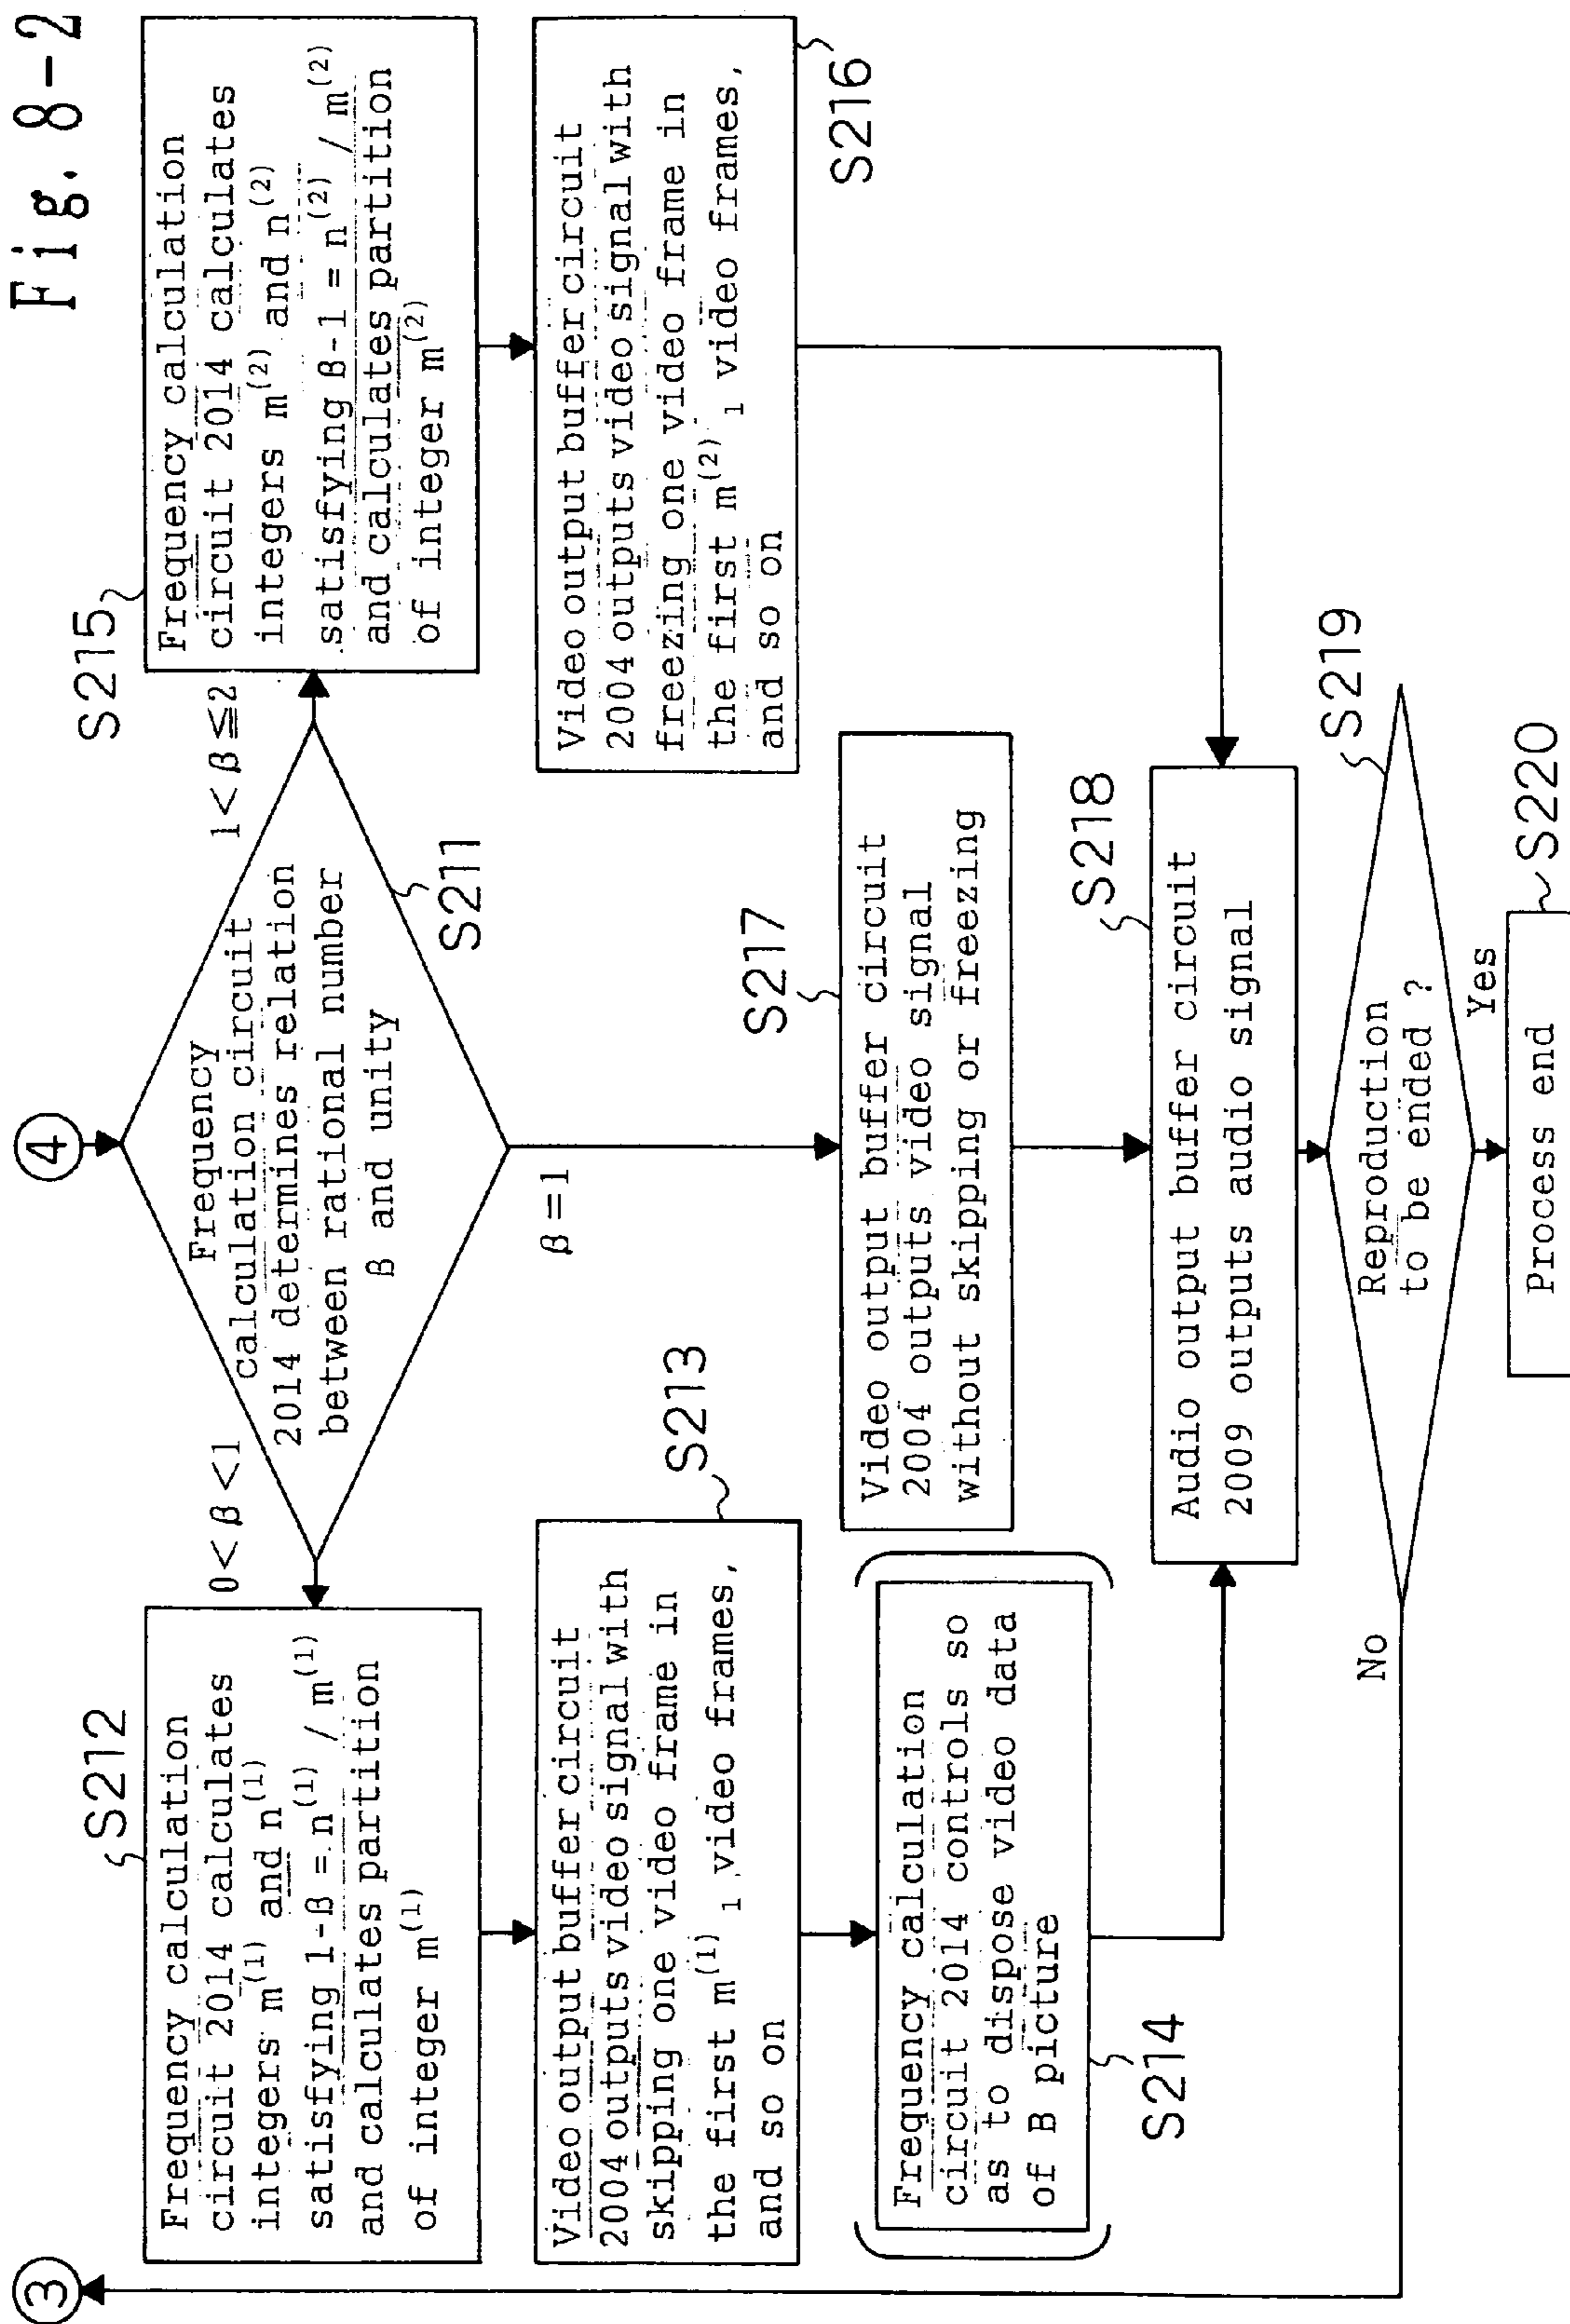 Fig. 8-2
④
Frequency
calculation circuit
2014 determines relation
between rational number
β and unity
S211
0<β<1
1<β≦2
β=1
S212
Frequency calculation
circuit 2014 calculates
integers m(1) and n(1)
satisfying 1-β = n(1) / m(1)
and calculates partition
of integer m(1)
S213
Video output buffer circuit
2004 outputs video signal with
skipping one video frame in
the first m(1) 1 video frames,
and so on
Frequency calculation
circuit 2014 controls so
as to dispose video data
of B picture
S214
S215
Frequency calculation
circuit 2014 calculates
integers m(2) and n(2)
satisfying β-1 = n(2) / m(2)
and calculates partition
of integer m(2)
Video output buffer circuit
2004 outputs video signal with
freezing one video frame in
the first m(2) 1 video frames,
and so on
S216
S217
Video output buffer circuit
2004 outputs video signal
without skipping or freezing
S218
Audio output buffer circuit
2009 outputs audio signal
S219
Reproduction
to be ended ?
No
Yes
③
Process end
S220